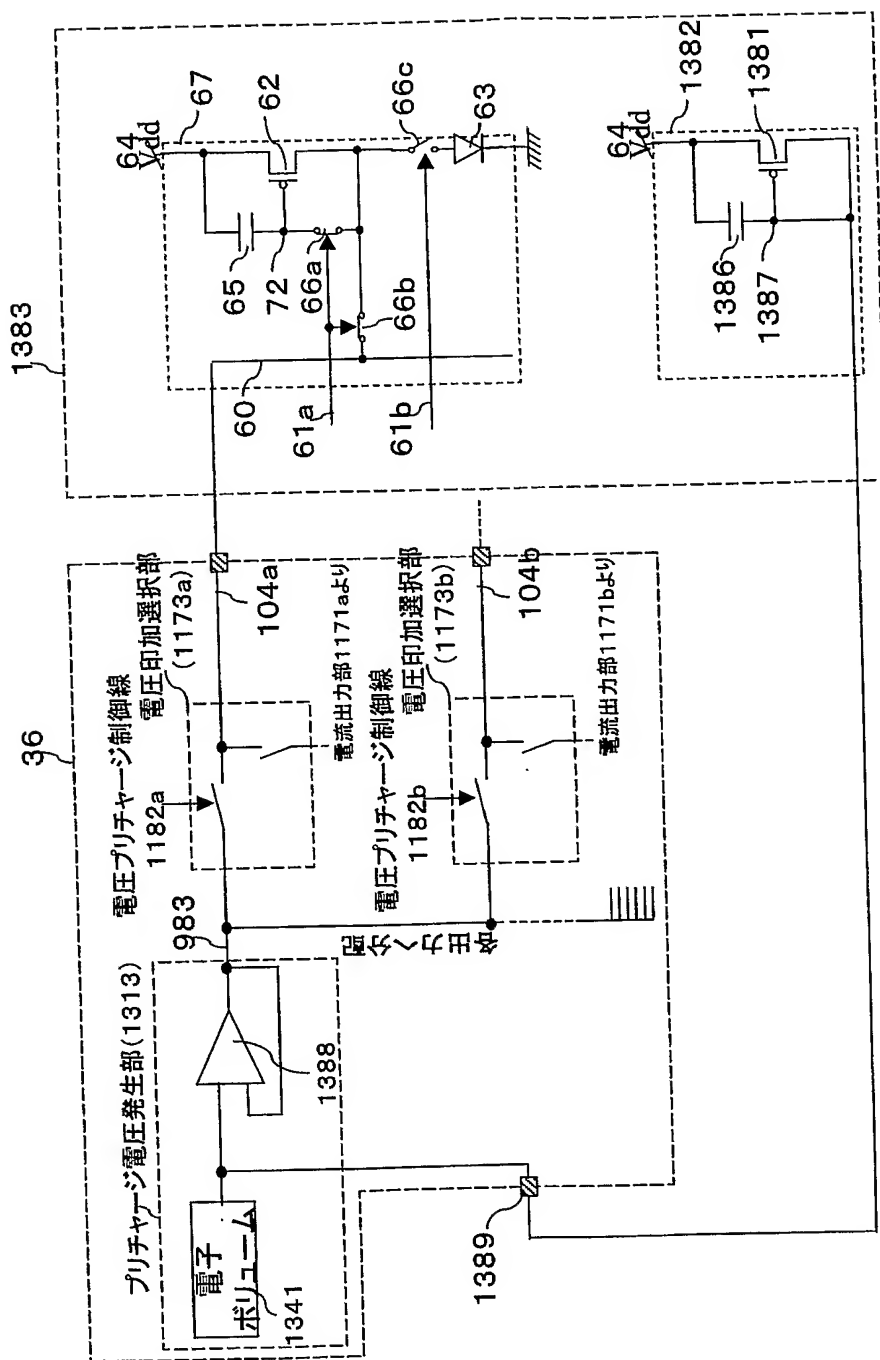 36
1383
プリチャージ電圧発生部(1313)
電子
ボリューム
1341
1388
983
1389
電圧プリチャージ制御線
1182a
電圧印加選択部
(1173a)
104a
電流出力部1171aより
電圧プリチャージ制御線
1182b
電圧印加選択部
(1173b)
104b
電流出力部1171bより
各出力へ分配
64
Vdd
67
62
65
72
66a
66b
66c
63
60
61a
61b
64
Vdd
1382
1381
1386
1387